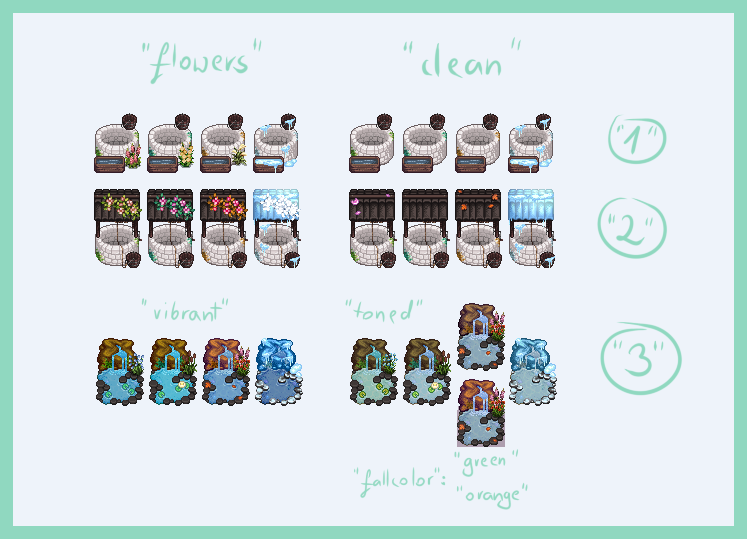 "flowers" "clean"
"1"
"2"
"vibrant" "toned"
"3"
"fallcolor": "green"
"orange"